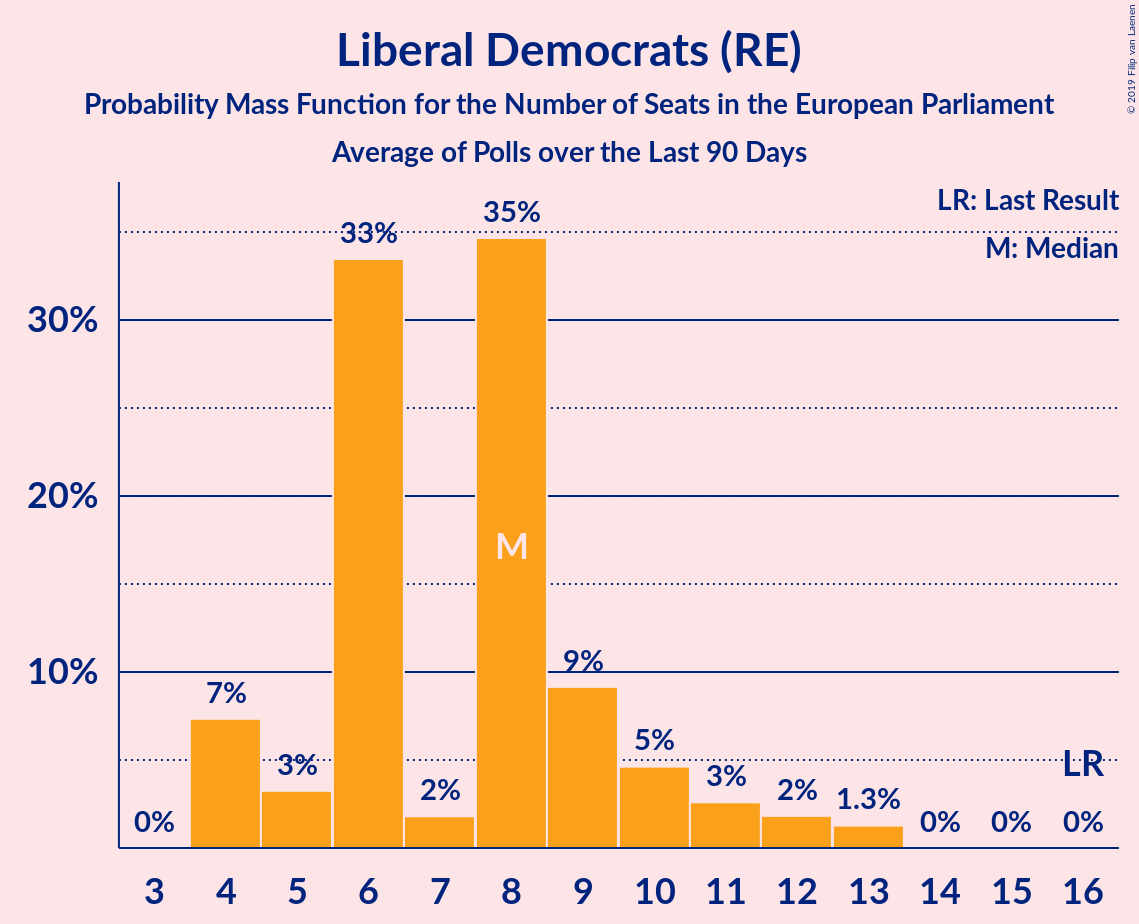 Liberal Democrats (RE)
Probability Mass Function for the Number of Seats in the European Parliament
Average of Polls over the Last 90 Days
© 2019 Filip van Laenen
LR: Last Result
M: Median
30%
20%
10%
0%
7%
3%
33%
2%
35%
9%
5%
3%
2%
1.3%
0%
0%
0%
M
LR
3 4 5 6 7 8 9 10 11 12 13 14 15 16